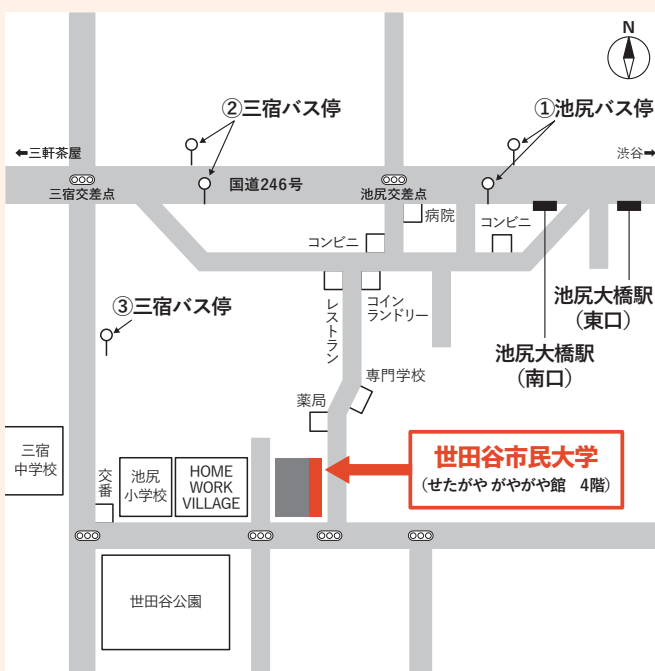 N
②三宿バス停
①池尻バス停
←三軒茶屋
渋谷→
三宿交差点
国道246号
池尻交差点
病院
コンビニ
コンビニ
池尻大橋駅
（東口）
③三宿バス停
レストラン
コイン
ランドリー
池尻大橋駅
（南口）
専門学校
薬局
三宿
中学校
交番
池尻
小学校
HOME
WORK
VILLAGE
世田谷市民大学
（せたがや がやがや館　4階）
世田谷公園